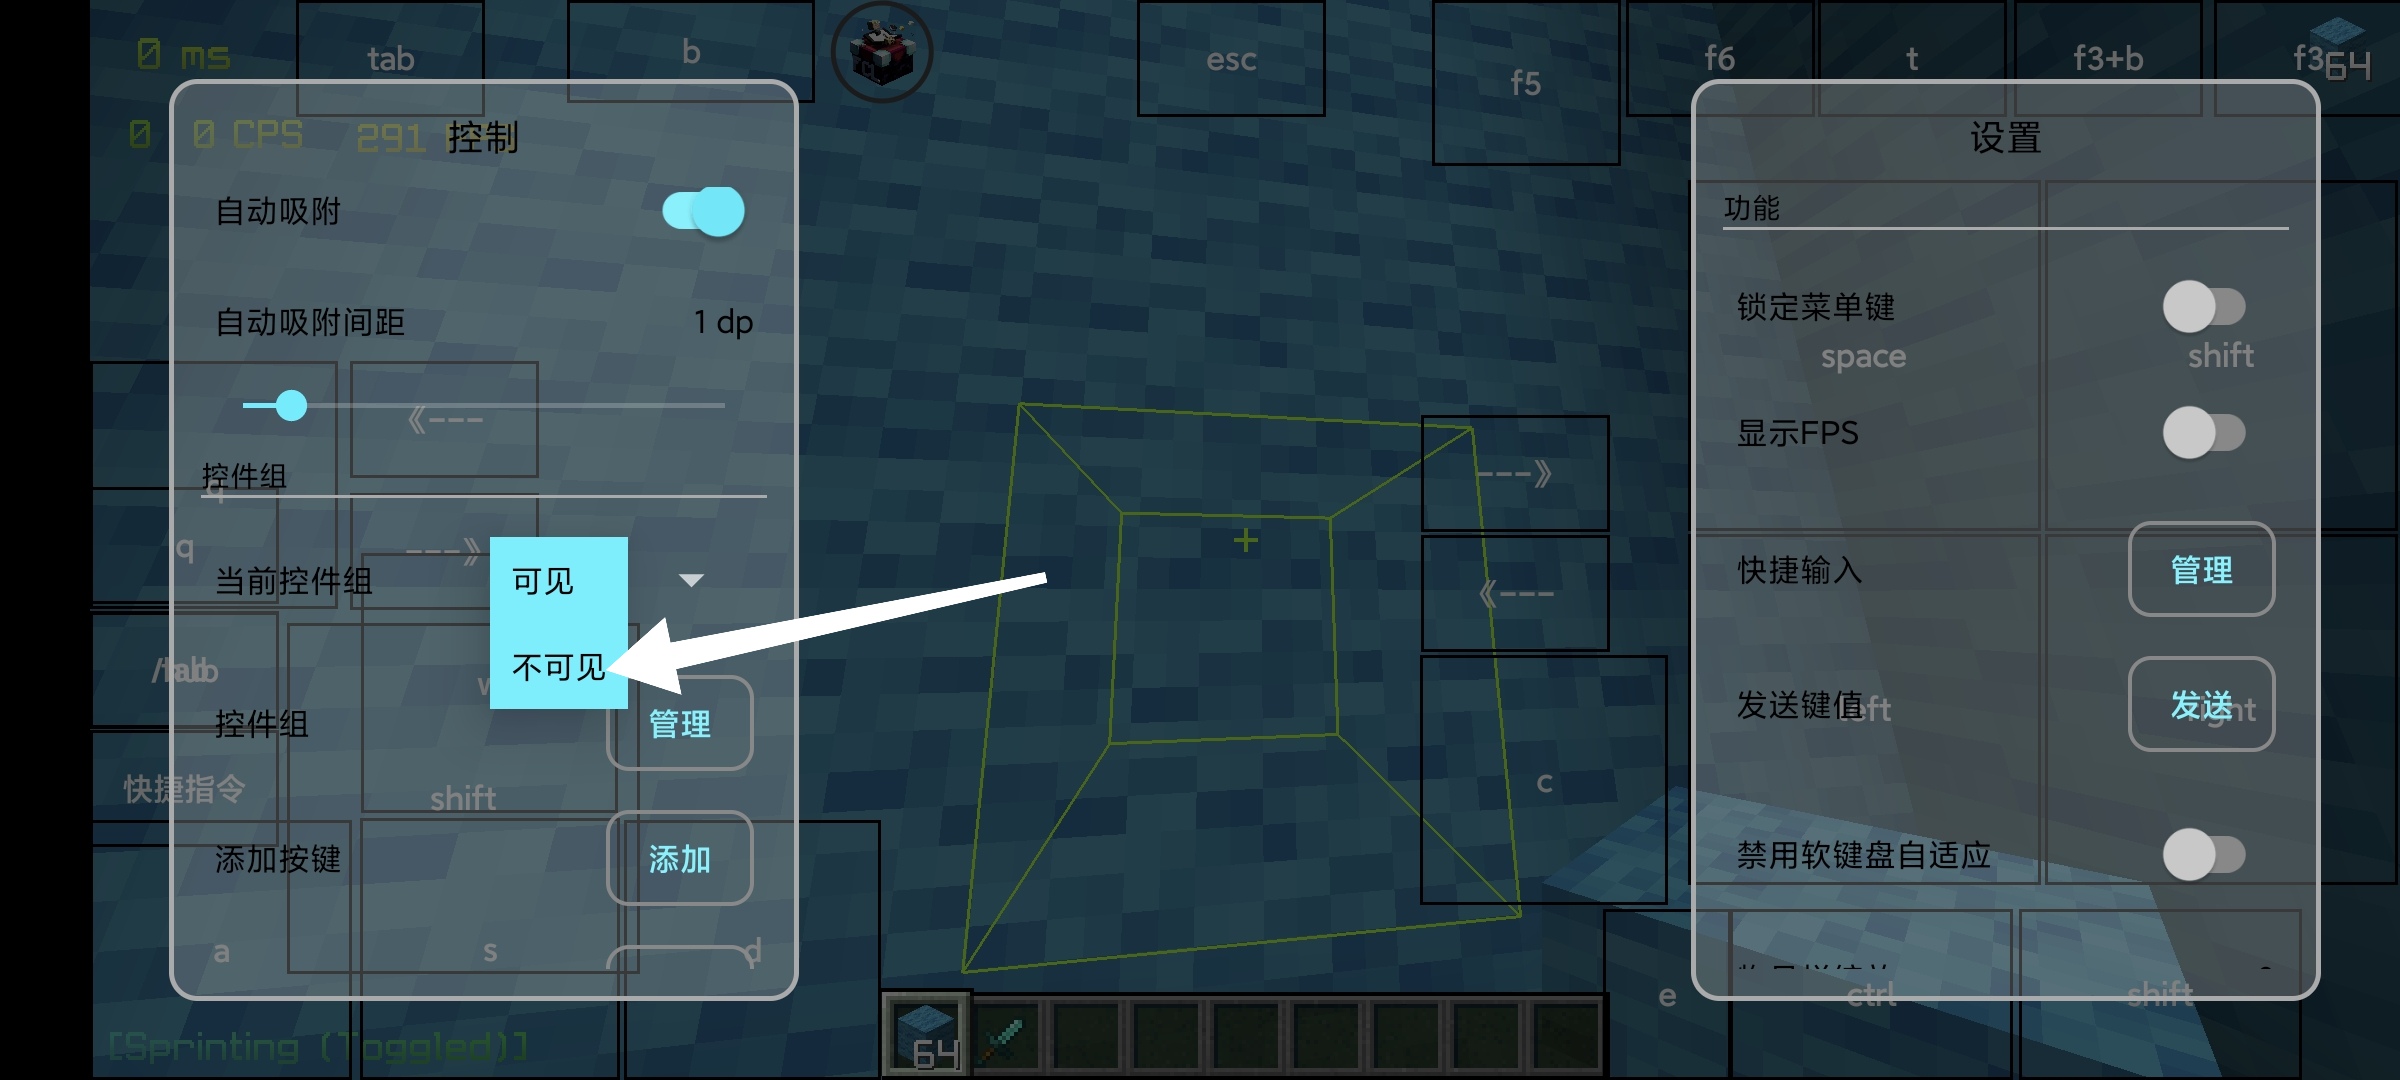 0 ms
tab
b
esc
f5
f6
t
f3+b
f3
64
0 0 CPS 291
控制
设置
自动吸附
功能
自动吸附间距 1 dp
锁定菜单键
space
shift
《---
显示FPS
控件组
q
---》
q
---》
当前控件组
可见
快捷输入
管理
《---
不可见
控件组
管理
发送键值
发送
left
right
快捷指令
shift
c
添加按键
添加
禁用软键盘自适应
a
s
d
e
ctrl
shift
[Sprinting (Toggled)]
64